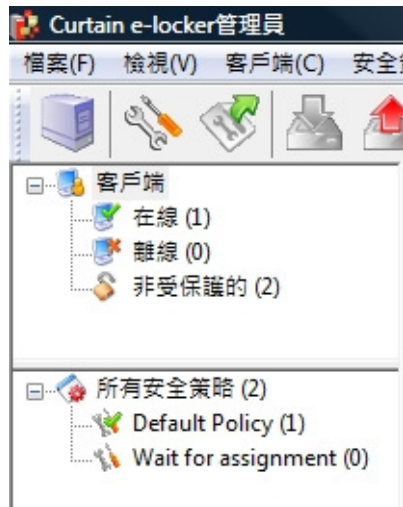 Curtain e-locker管理員
檔案(F) 檢視(V) 客戶端(C) 安全
客戶端
在線 (1)
離線 (0)
非受保護的 (2)
所有安全策略 (2)
Default Policy (1)
Wait for assignment (0)